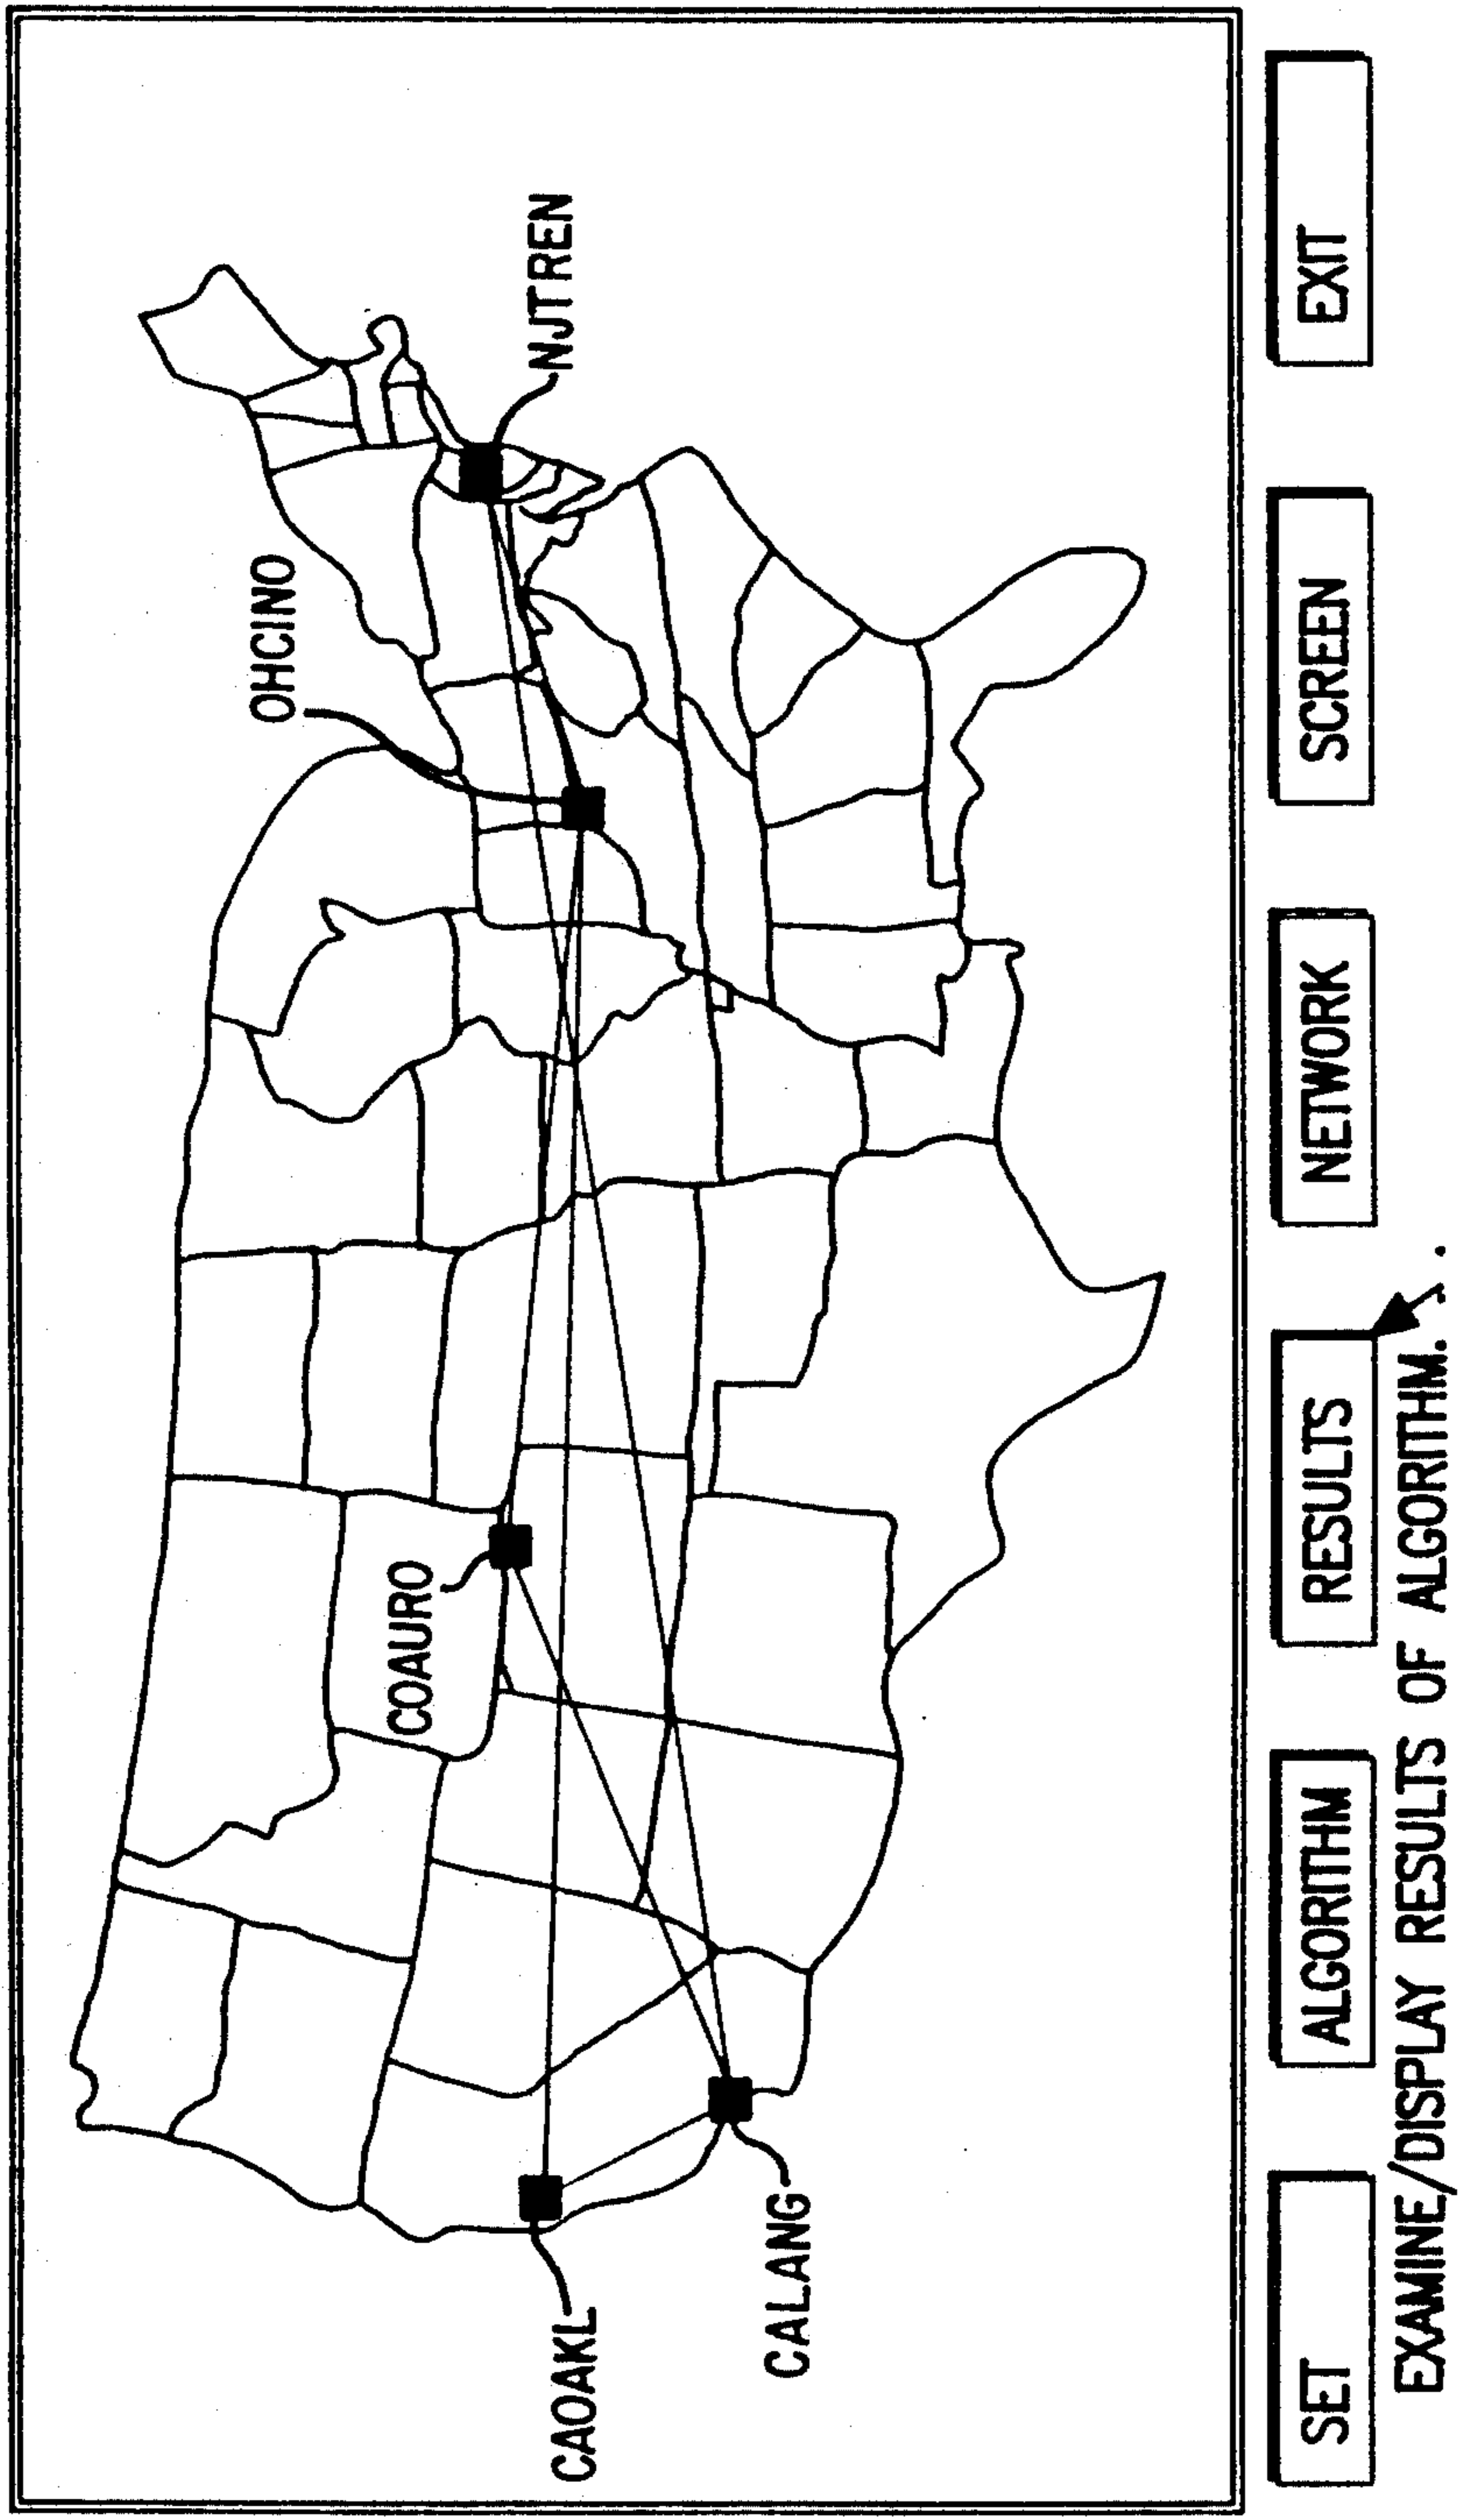 OHCINO
NJTREN
COAURO
CAOAKL
CALANG
SET
ALGORITHM
RESULTS
NETWORK
SCREEN
EXIT
EXAMINE/DISPLAY RESULTS OF ALGORITHM. . .